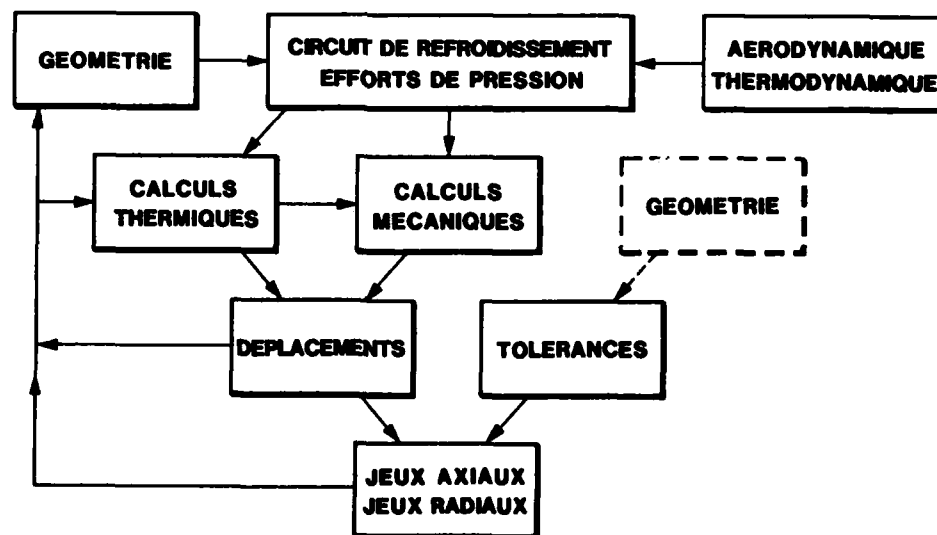 GEOMETRIE
CIRCUIT DE REFROIDISSEMENT
EFFORTS DE PRESSION
AERODYNAMIQUE
THERMODYNAMIQUE
CALCULS
THERMIQUES
CALCULS
MECANIQUES
GEOMETRIE
DEPLACEMENTS
TOLERANCES
JEUX AXIAUX
JEUX RADIAUX